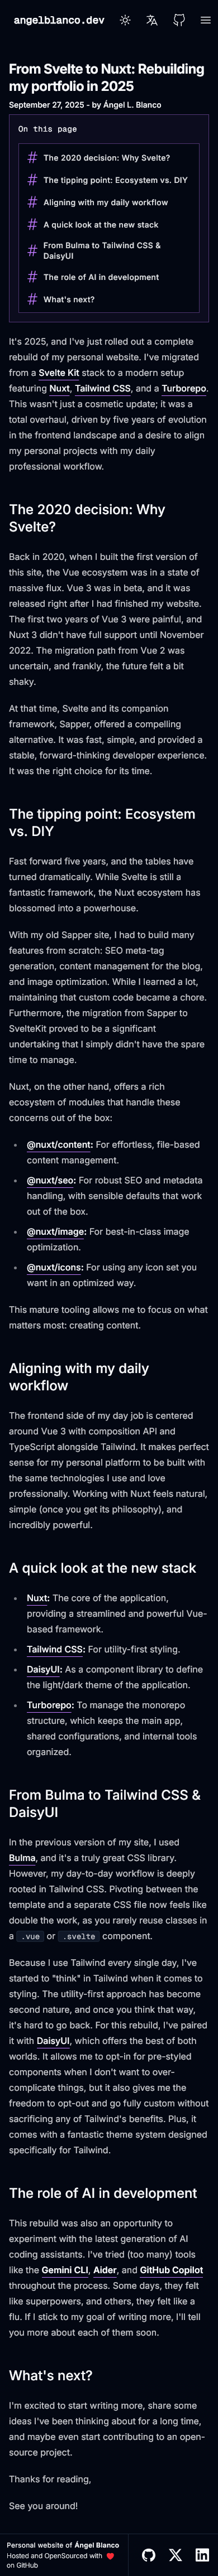 angelblanco.dev
From Svelte to Nuxt: Rebuilding
my portfolio in 2025
September 27, 2025 - by Ángel L. Blanco
On this page
The 2020 decision: Why Svelte?
The tipping point: Ecosystem vs. DIY
Aligning with my daily workflow
A quick look at the new stack
From Bulma to Tailwind CSS &
DaisyUI
The role of AI in development
What's next?
It's 2025, and I've just rolled out a complete
rebuild of my personal website. I've migrated
from a Svelte Kit stack to a modern setup
featuring Nuxt, Tailwind CSS, and a Turborepo.
This wasn't just a cosmetic update; it was a
total overhaul, driven by five years of evolution
in the frontend landscape and a desire to align
my personal projects with my daily
professional workflow.
The 2020 decision: Why
Svelte?
Back in 2020, when I built the first version of
this site, the Vue ecosystem was in a state of
massive flux. Vue 3 was in beta, and it was
released right after I had finished my website.
The first two years of Vue 3 were painful, and
Nuxt 3 didn't have full support until November
2022. The migration path from Vue 2 was
uncertain, and frankly, the future felt a bit
shaky.
At that time, Svelte and its companion
framework, Sapper, offered a compelling
alternative. It was fast, simple, and provided a
stable, forward-thinking developer experience.
It was the right choice for its time.
The tipping point: Ecosystem
vs. DIY
Fast forward five years, and the tables have
turned dramatically. While Svelte is still a
fantastic framework, the Nuxt ecosystem has
blossomed into a powerhouse.
With my old Sapper site, I had to build many
features from scratch: SEO meta-tag
generation, content management for the blog,
and image optimization. While I learned a lot,
maintaining that custom code became a chore.
Furthermore, the migration from Sapper to
SvelteKit proved to be a significant
undertaking that I simply didn't have the spare
time to manage.
Nuxt, on the other hand, offers a rich
ecosystem of modules that handle these
concerns out of the box:
@nuxt/content: For effortless, file-based
content management.
@nuxt/seo: For robust SEO and metadata
handling, with sensible defaults that work
out of the box.
@nuxt/image: For best-in-class image
optimization.
@nuxt/icons: For using any icon set you
want in an optimized way.
This mature tooling allows me to focus on what
matters most: creating content.
Aligning with my daily
workflow
The frontend side of my day job is centered
around Vue 3 with composition API and
TypeScript alongside Tailwind. It makes perfect
sense for my personal platform to be built with
the same technologies I use and love
professionally. Working with Nuxt feels natural,
simple (once you get its philosophy), and
incredibly powerful.
A quick look at the new stack
Nuxt: The core of the application,
providing a streamlined and powerful Vue-
based framework.
Tailwind CSS: For utility-first styling.
DaisyUI: As a component library to define
the light/dark theme of the application.
Turborepo: To manage the monorepo
structure, which keeps the main app,
shared configurations, and internal tools
organized.
From Bulma to Tailwind CSS &
DaisyUI
In the previous version of my site, I used
Bulma, and it's a truly great CSS library.
However, my day-to-day workflow is deeply
rooted in Tailwind CSS. Pivoting between the
template and a separate CSS file now feels like
double the work, as you rarely reuse classes in
a .vue or .svelte component.
Because I use Tailwind every single day, I've
started to "think" in Tailwind when it comes to
styling. The utility-first approach has become
second nature, and once you think that way,
it's hard to go back. For this rebuild, I've paired
it with DaisyUI, which offers the best of both
worlds. It allows me to opt-in for pre-styled
components when I don't want to over-
complicate things, but it also gives me the
freedom to opt-out and go fully custom without
sacrificing any of Tailwind's benefits. Plus, it
comes with a fantastic theme system designed
specifically for Tailwind.
The role of AI in development
This rebuild was also an opportunity to
experiment with the latest generation of AI
coding assistants. I've tried (too many) tools
like the Gemini CLI, Aider, and GitHub Copilot
throughout the process. Some days, they felt
like superpowers, and others, they felt like a
flu. If I stick to my goal of writing more, I'll tell
you more about each of them soon.
What's next?
I'm excited to start writing more, share some
ideas I've been thinking about for a long time,
and maybe even start contributing to an open-
source project.
Thanks for reading,
See you around!
Personal website of Ángel Blanco
Hosted and OpenSourced with
on GitHub